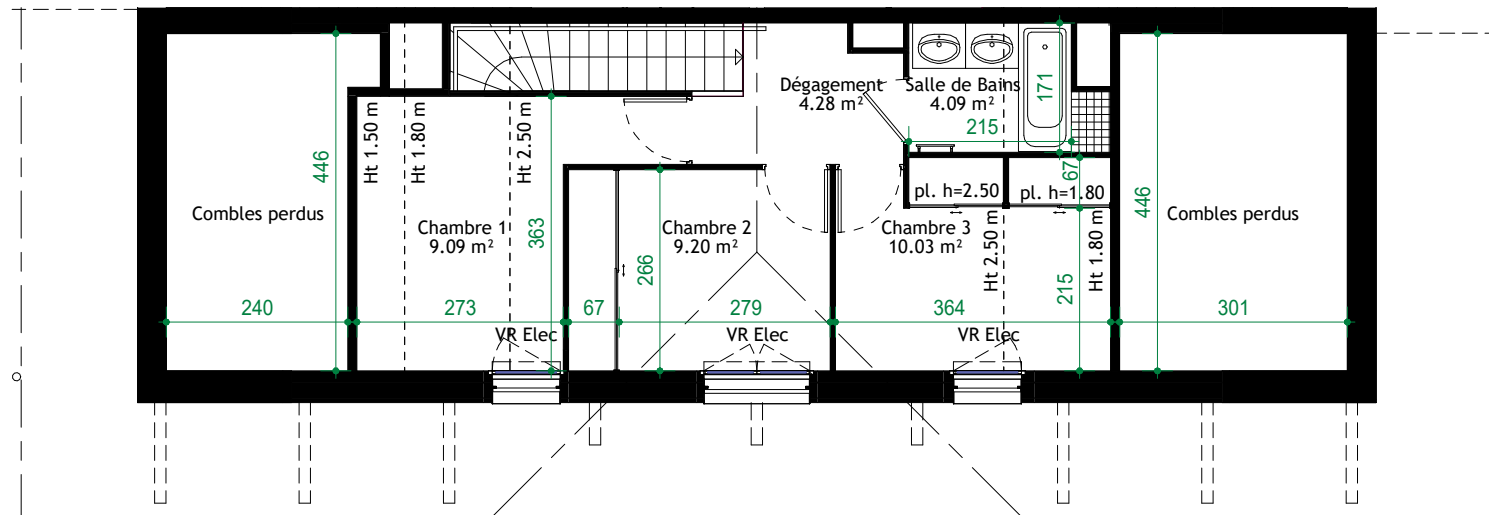 Dégagement
4.28 m²
Salle de Bains
4.09 m²
171
215
67
446
Ht 1.50 m
Ht 1.80 m
Ht 2.50 m
pl. h=2.50
pl. h=1.80
446
Combles perdus
Chambre 1
9.09 m²
363
Chambre 2
9.20 m²
266
Chambre 3
10.03 m²
Ht 2.50 m
215
Ht 1.80 m
Combles perdus
240
273
67
279
364
301
VR Elec
VR Elec
VR Elec